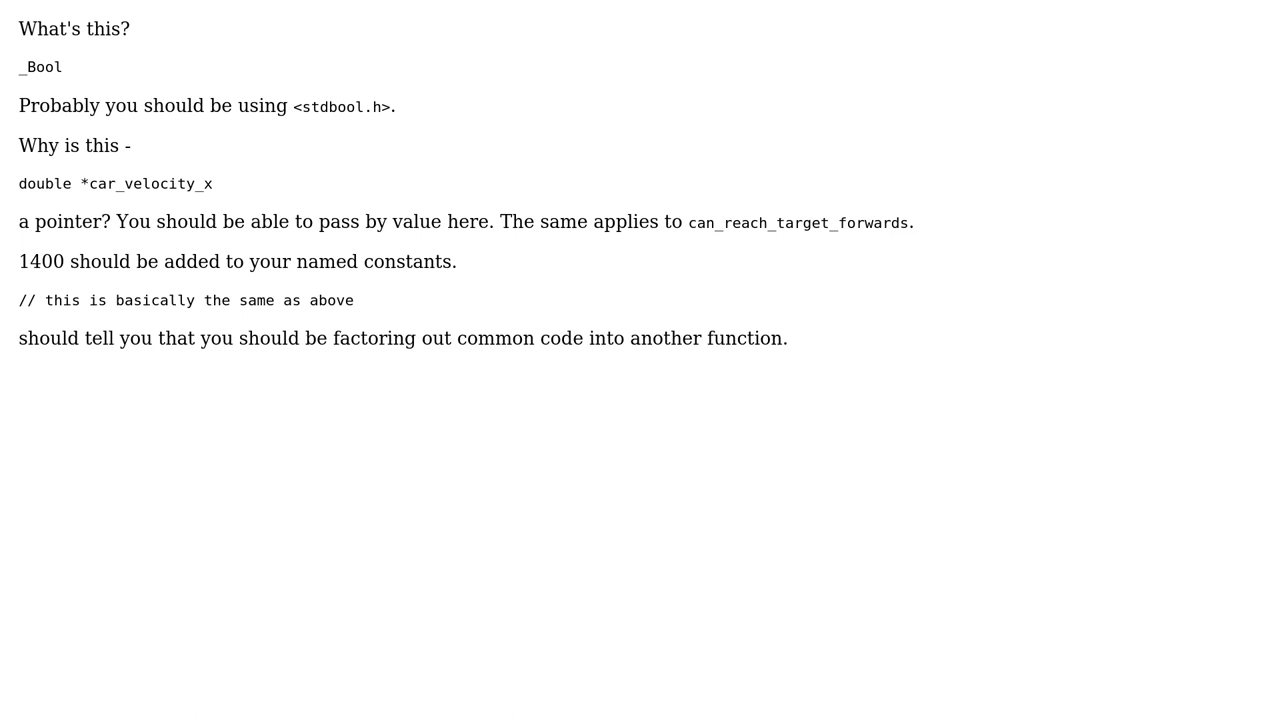 What's this?
_Bool
Probably you should be using <stdbool.h>.
Why is this -
double *car_velocity_x
a pointer? You should be able to pass by value here. The same applies to can_reach_target_forwards.
1400 should be added to your named constants.
// this is basically the same as above
should tell you that you should be factoring out common code into another function.